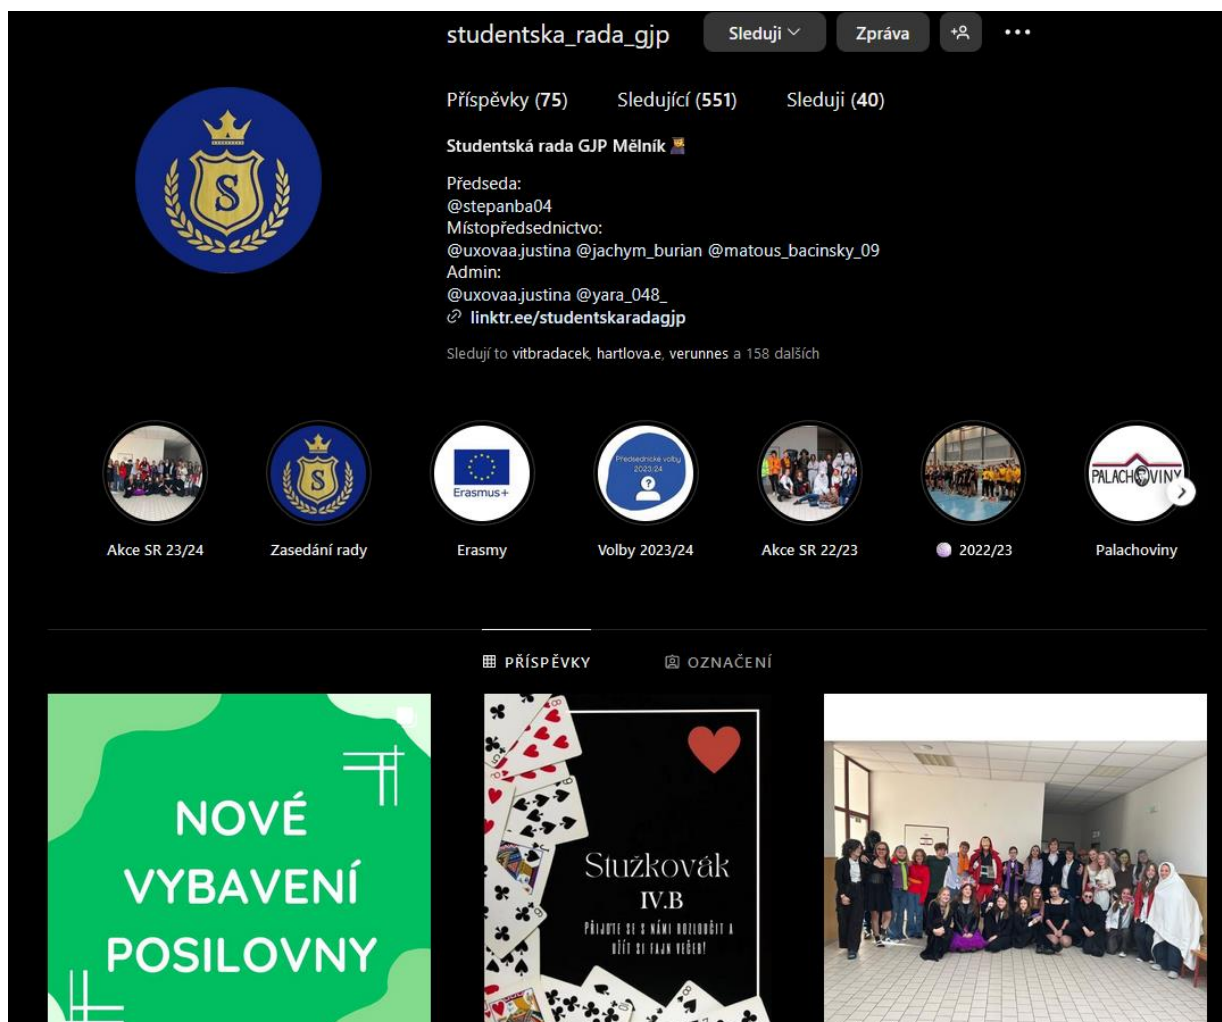 studentska_rada_gjp Sleduji Zpráva
Příspěvky (75) Sledující (551) Sleduji (40)
Studentská rada GJP Mělník
Předseda:
@stepanba04
Místopředsednictvo:
@uxovaa.justina @jachym_burian @matous_bacinsky_09
Admin:
@uxovaa.justina @yara_048_
linktr.ee/studentskaradagjp
Sledují to vitbradacek, hartlova.e, verunnes a 158 dalších
S
S
Erasmus+
Předsednické volby
2023/24
?
PALACHOVINY
Akce SR 23/24 Zasedání rady Erasmy Volby 2023/24 Akce SR 22/23 2022/23 Palachoviny
PŘÍSPĚVKY OZNAČENÍ
NOVÉ
VYBAVENÍ
POSILOVNY
Stužkovák
IV.B
PŘIJĎTE SE S NÁMI ROZLOUČIT A
UŽÍT SI FAJN VEČER!